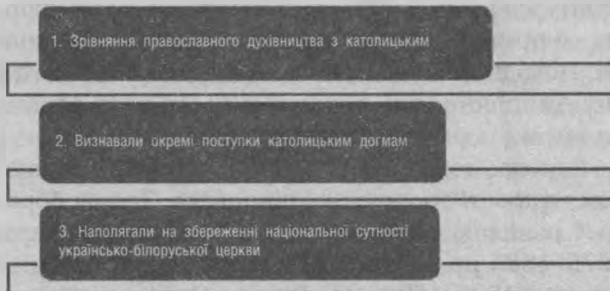 1. Зрівняння православного духівництва з католицьким
2. Визнавали окремі поступки католицьким догмам
3. Наполягали на збереженні національної сутності
українсько-білоруської церкви